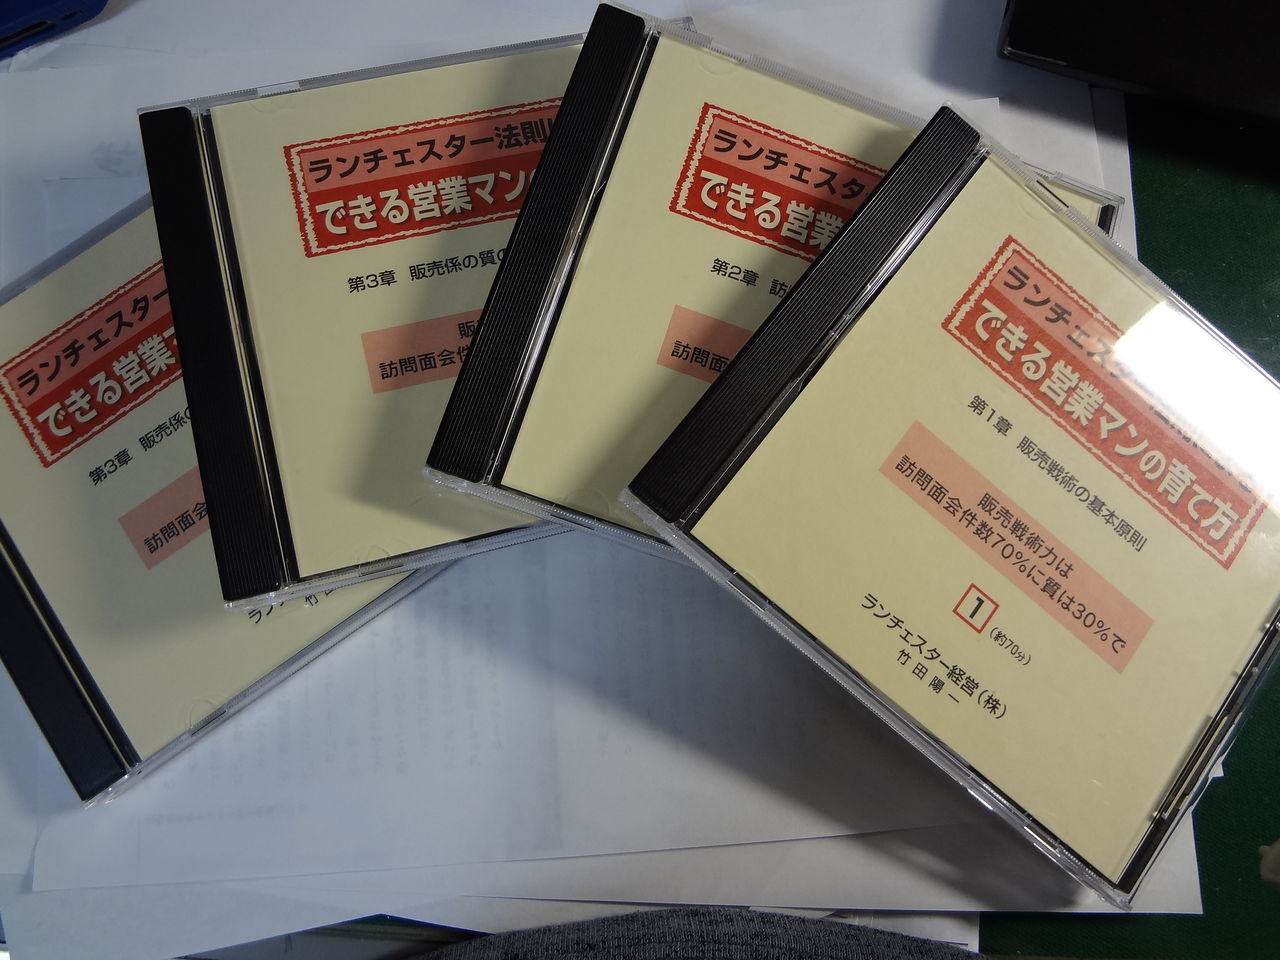 ランチェスター
できる営業
第3章 販売係
訪問面会
ラン
竹田
ランチェスター法則
できる営業マン
第3章 販売係の質の
販
訪問面会件
ランチェスタ
できる営業
第2章 訪
訪問面
ランチェスター
できる営業マンの育て方
第1章 販売戦術の基本原則
販売戦術力は
訪問面会件数70%に質は30%で
1
(約70分)
ランチェスター経営(株)
竹田陽一